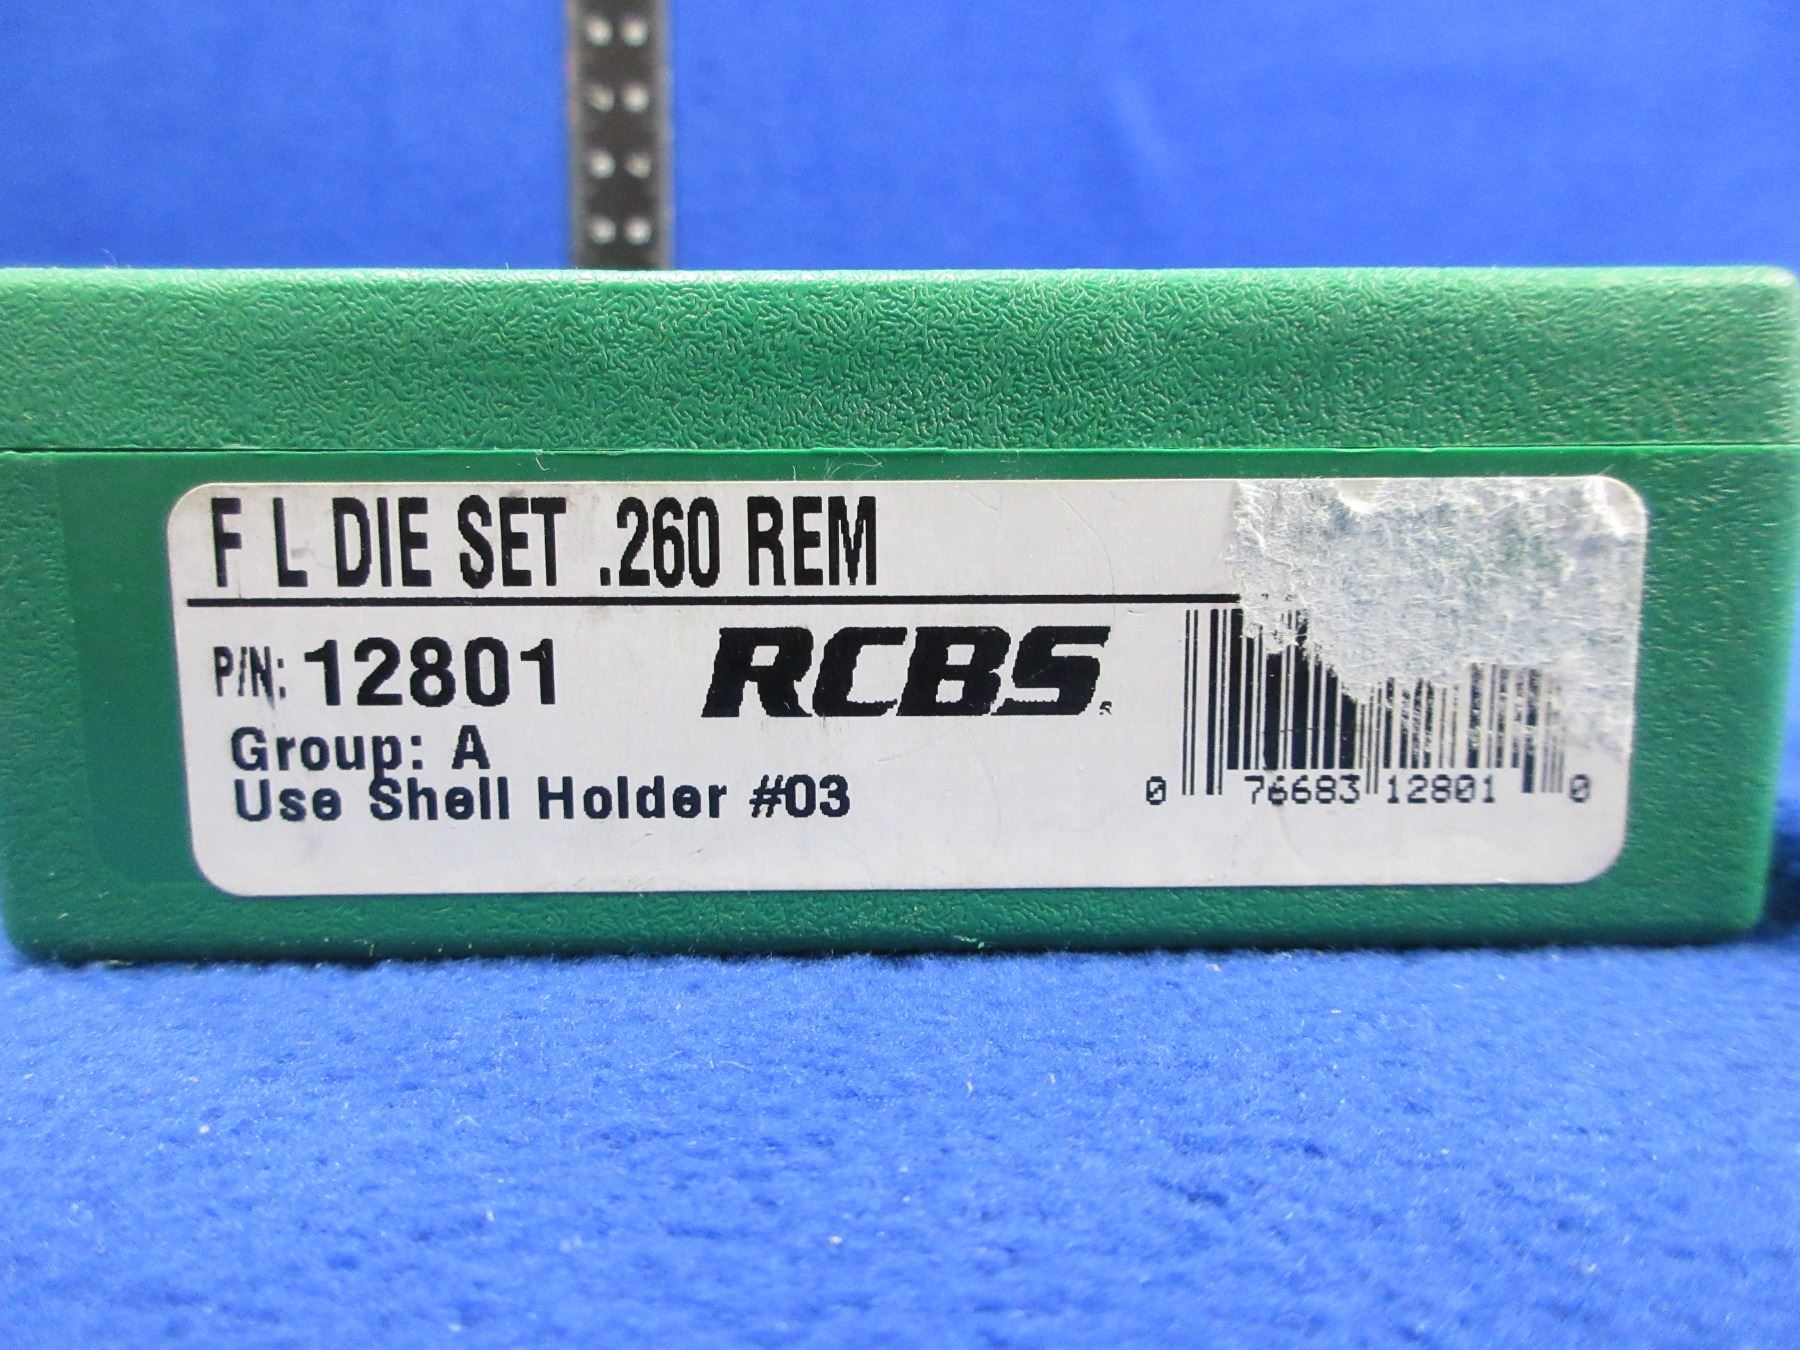 F L DIE SET .260 REM
P/N: 12801
RCBS
Group: A
Use Shell Holder #03
0 76683 12801 0